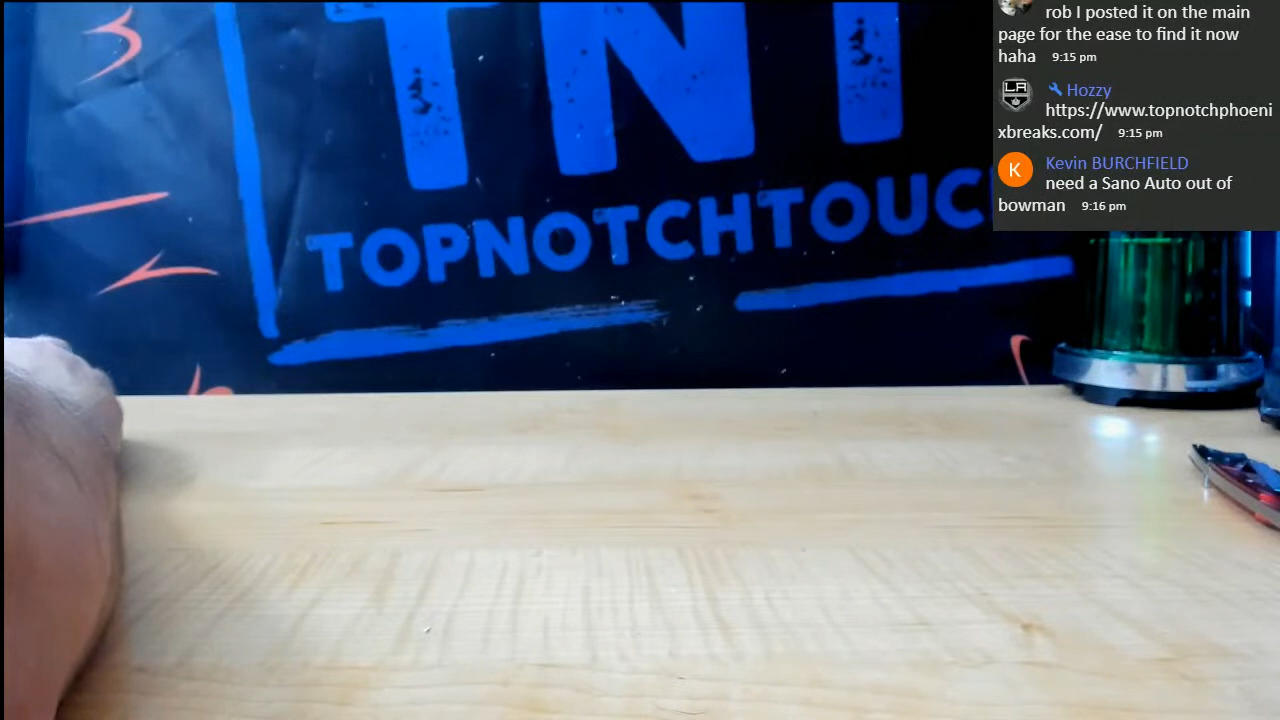 TNT
TOPNOTCHTOUC
rob I posted it on the main
page for the ease to find it now
haha 9:15 pm
Hozzy
https://www.topnotchphoeni
xbreaks.com/ 9:15 pm
K Kevin BURCHFIELD
need a Sano Auto out of
bowman 9:16 pm
LA